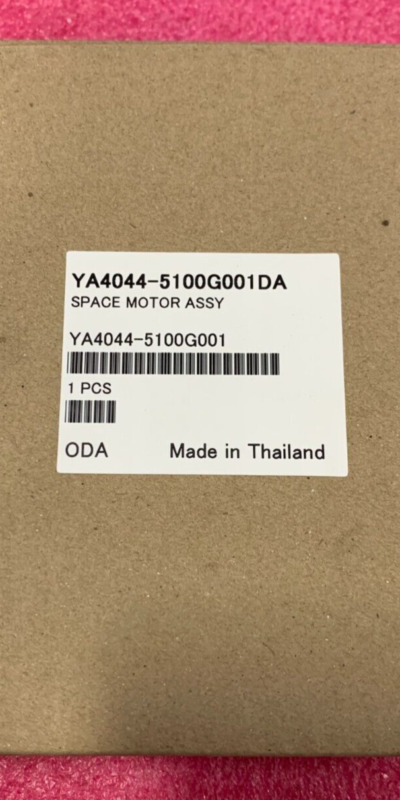 YA4044-5100G001DA
SPACE MOTOR ASSY
YA4044-5100G001
1 PCS
ODA Made in Thailand